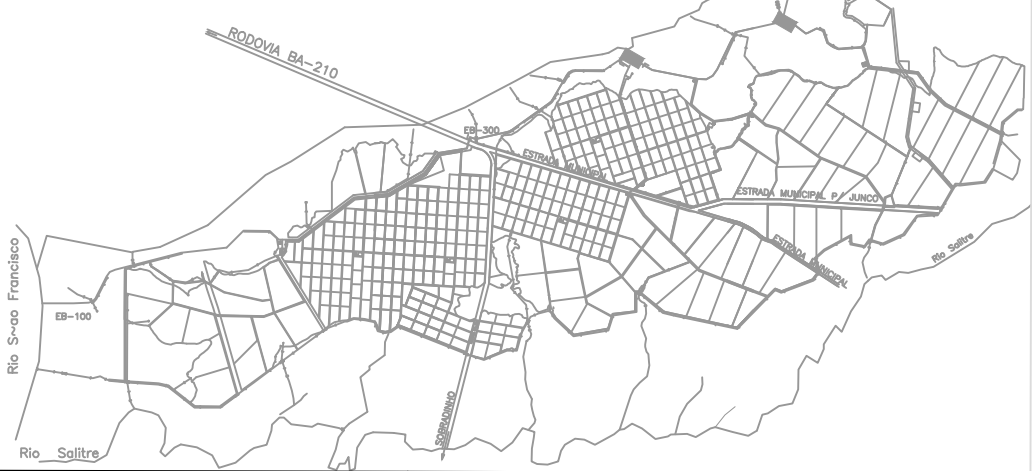 RODOVIA BA-210
EB-300
ESTRADA MUNICIPAL
ESTRADA MUNICIPAL P/ JUNCO
ESTRADA MUNICIPAL
Rio Salitre
Rio S~ao Francisco
EB-100
SOBRADINHO
Rio Salitre